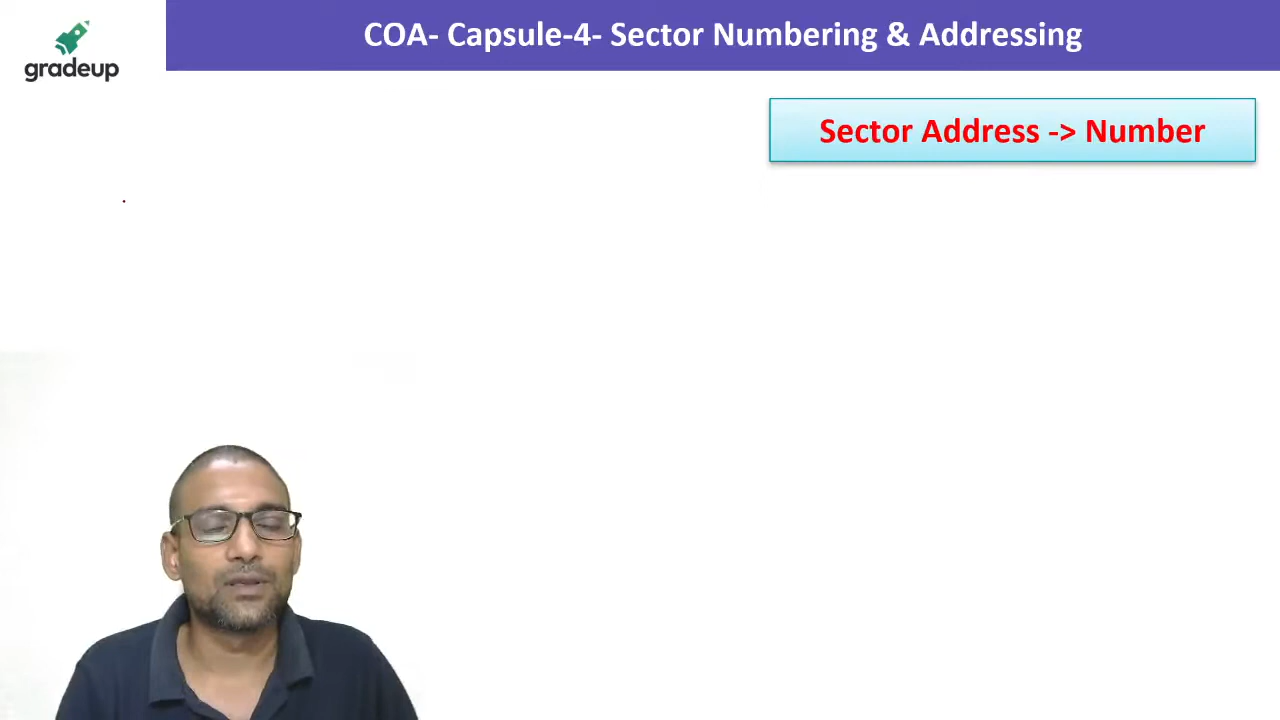 COA- Capsule-4- Sector Numbering & Addressing
gradeup
Sector Address -> Number